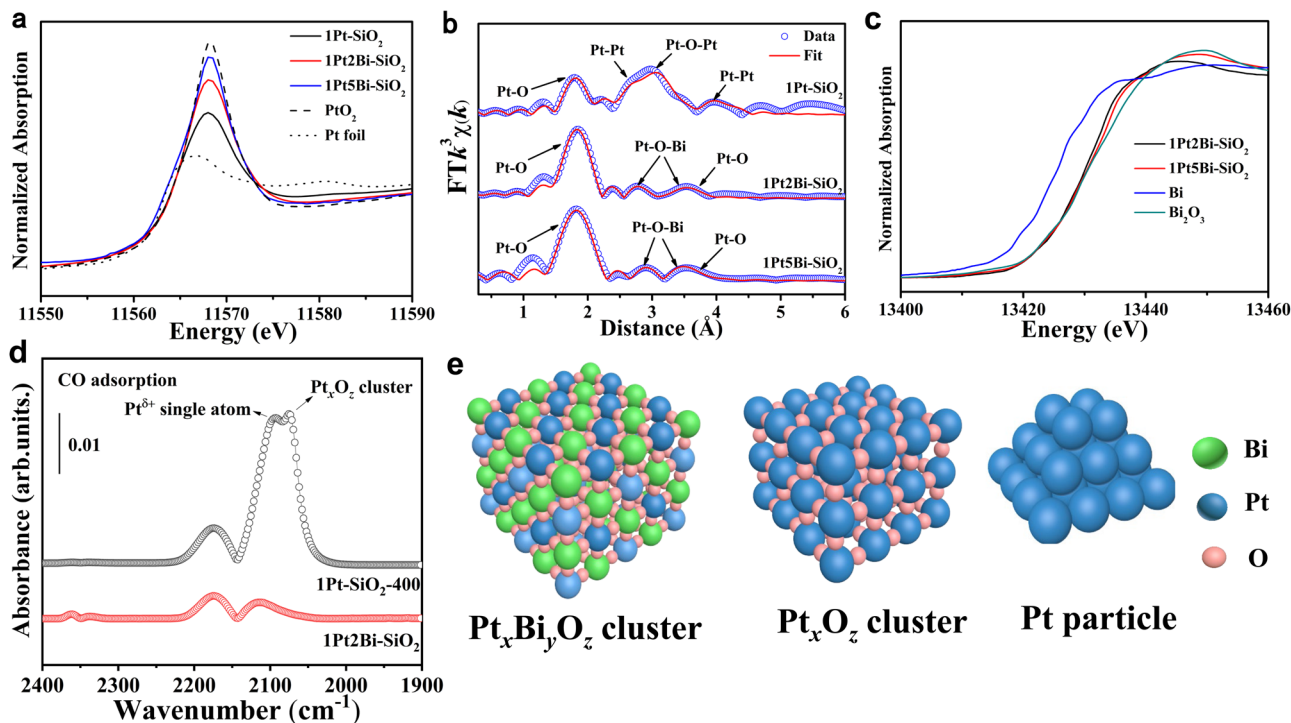 a
Normalized Absorption
1Pt-SiO₂
1Pt2Bi-SiO₂
1Pt5Bi-SiO₂
PtO₂
Pt foil
11550 11560 11570 11580 11590
Energy (eV)
b
FTk³χ(k)
Data
Fit
Pt-O
Pt-Pt
Pt-O-Pt
Pt-Pt
1Pt-SiO₂
Pt-O
Pt-O-Bi
Pt-O
1Pt2Bi-SiO₂
Pt-O
Pt-O-Bi
Pt-O
1Pt5Bi-SiO₂
1 2 3 4 5 6
Distance (Å)
c
Normalized Absorption
1Pt2Bi-SiO₂
1Pt5Bi-SiO₂
Bi
Bi₂O₃
13400 13420 13440 13460
Energy (eV)
d
Absorbance (arb.units.)
CO adsorption
0.01
Ptδ+ single atom
PtₓO_z cluster
1Pt-SiO₂-400
1Pt2Bi-SiO₂
2400 2300 2200 2100 2000 1900
Wavenumber (cm⁻¹)
e
Bi
Pt
O
PtₓBi_yO_z cluster
PtₓO_z cluster
Pt particle